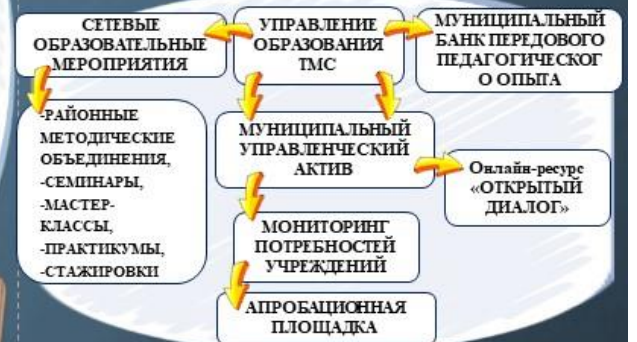 СЕТЕВЫЕ
ОБРАЗОВАТЕЛЬНЫЕ
МЕРОПРИЯТИЯ
УПРАВЛЕНИЕ
ОБРАЗОВАНИЯ
ТМС
МУНИЦИПАЛЬНЫЙ
БАНК ПЕРЕДОВОГО
ПЕДАГОГИЧЕСКОГ
О ОПЫТА
-РАЙОННЫЕ
МЕТОДИЧЕСКИЕ
ОБЪЕДИНЕНИЯ,
-СЕМИНАРЫ,
-МАСТЕР-
КЛАССЫ,
-ПРАКТИКУМЫ,
-СТАЖИРОВКИ
МУНИЦИПАЛЬНЫЙ
УПРАВЛЕНЧЕСКИЙ
АКТИВ
Онлайн-ресурс
«ОТКРЫТЫЙ
ДИАЛОГ»
МОНИТОРИНГ
ПОТРЕБНОСТЕЙ
УЧРЕЖДЕНИЙ
АПРОБАЦИОННАЯ
ПЛОЩАДКА